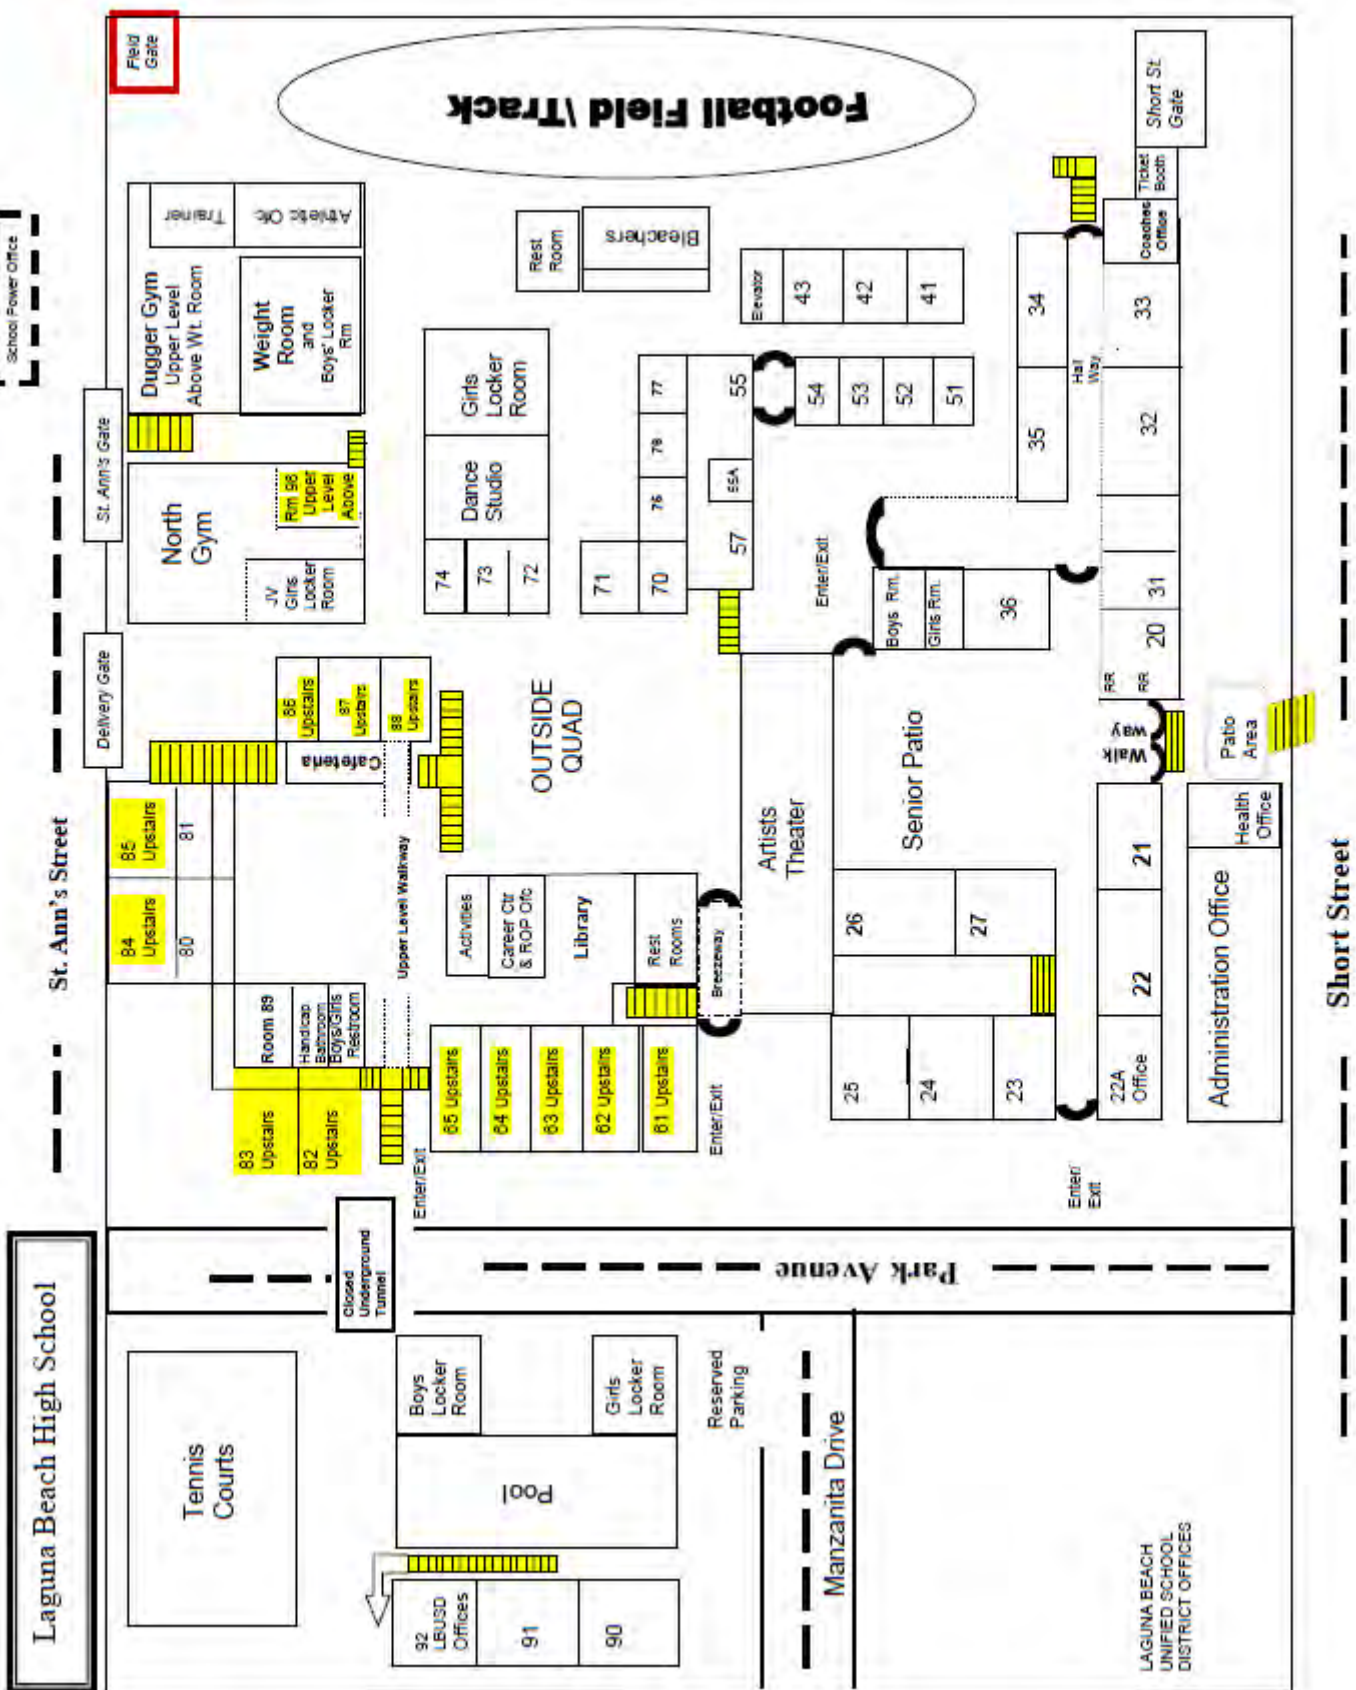 Laguna Beach High School
School Power Office
St. Ann's Street
Delivery Gate
St. Ann's Gate
Field
Gate
Tennis
Courts
84
Upstairs
80
85
Upstairs
81
North
Gym
JV
Girls
Locker
Room
Rm 96
Upper
Level
Above
Dugger Gym
Upper Level
Above Wt. Room
Trainer
Athletic Ofc
Weight
Room
and
Boys' Locker
Rm
83
Upstairs
82
Upstairs
Room 89
Handicap
Bathroom
Boys/Girls
Restroom
Cafeteria
86
Upstairs
87
Upstairs
88
Upstairs
Closed
Underground
Tunnel
Enter/Exit
Upper Level Walkway
Football Field \Track
92
LBUSD
Offices
91
90
Pool
Boys
Locker
Room
Girls
Locker
Room
65 Upstairs
64 Upstairs
63 Upstairs
62 Upstairs
61 Upstairs
Activities
Career Ctr
& ROP Ofc
Library
Rest
Rooms
OUTSIDE
QUAD
74
73
72
Dance
Studio
Girls
Locker
Room
Rest
Room
Bleachers
71
70
76
77
57
55
Reserved
Parking
Park Avenue
Enter/Exit
Breezeway
Artists
Theater
Enter/Exit
54
53
52
51
Elevator
43
42
41
Manzanita Drive
25
24
23
26
27
Senior Patio
Boys Rm.
Girls Rm.
36
35
34
Hall
Way
Enter/
Exit
22A
Office
22
21
Walk
way
RR
RR
20
31
32
33
Coaches
Office
Ticket
Booth
Short St.
Gate
LAGUNA BEACH
UNIFIED SCHOOL
DISTRICT OFFICES
Administration Office
Health
Office
Patio
Area
Short Street